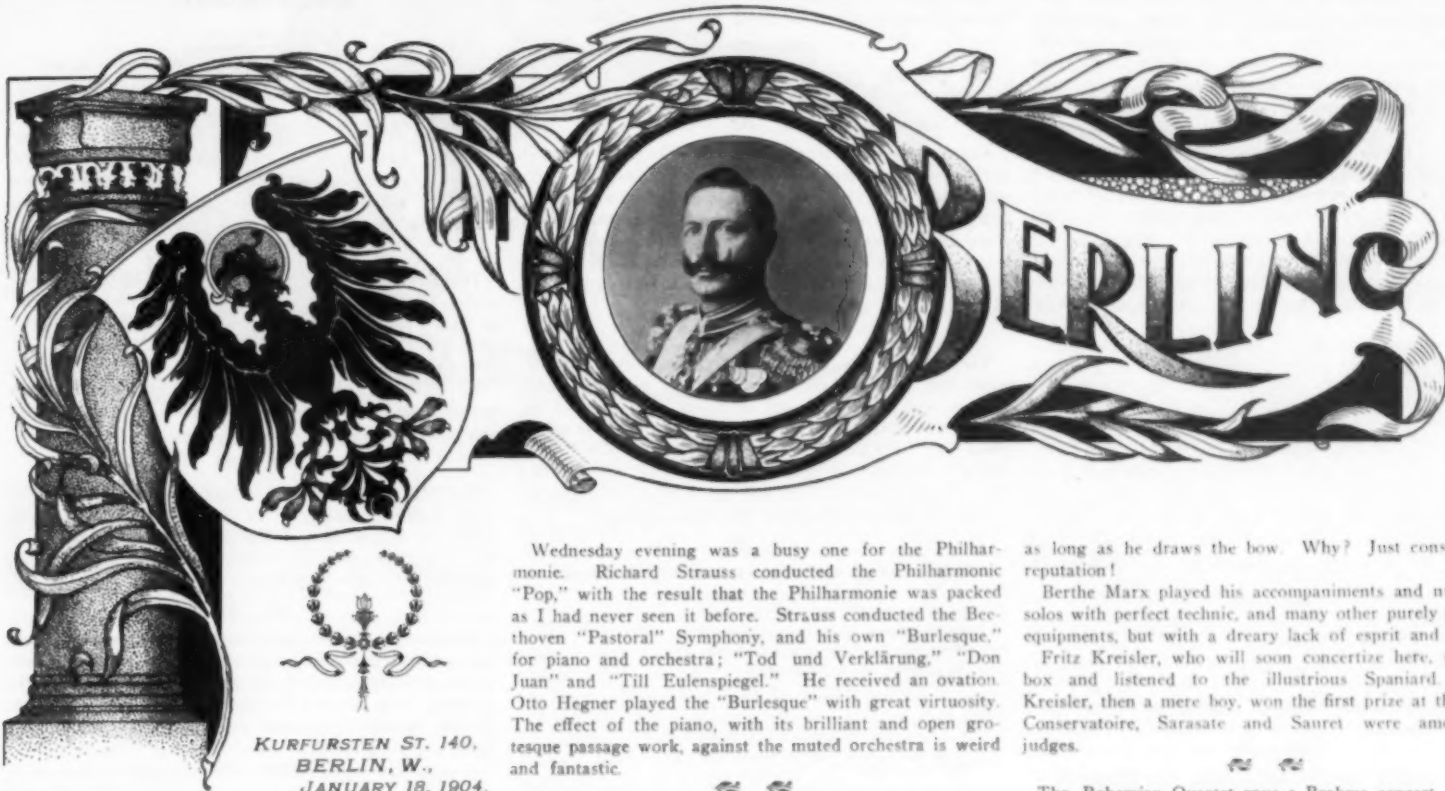 BERLIN
KURFURSTEN ST. 140,
BERLIN, W.,
JANUARY 18, 1904.
Wednesday evening was a busy one for the Philhar-
monie. Richard Strauss conducted the Philharmonic
"Pop," with the result that the Philharmonie was packed
as I had never seen it before. Strauss conducted the Bee-
thoven "Pastoral" Symphony, and his own "Burlesque,"
for piano and orchestra; "Tod und Verklärung," "Don
Juan" and "Till Eulenspiegel." He received an ovation.
Otto Hegner played the "Burlesque" with great virtuosity.
The effect of the piano, with its brilliant and open gro-
tesque passage work, against the muted orchestra is weird
and fantastic.
as long as he draws the bow. Why? Just
reputation!
Berthe Marx played his accompaniments and
solos with perfect technic, and many other purely
equipments, but with a dreary lack of esprit and
Fritz Kreisler, who will soon concertize here,
box and listened to the illustrious Spaniard.
Kreisler, then a mere boy, won the first prize at
Conservatoire, Sarasate and Sauret were
judges.
The Bohemian Quartet gave a Brahms concert